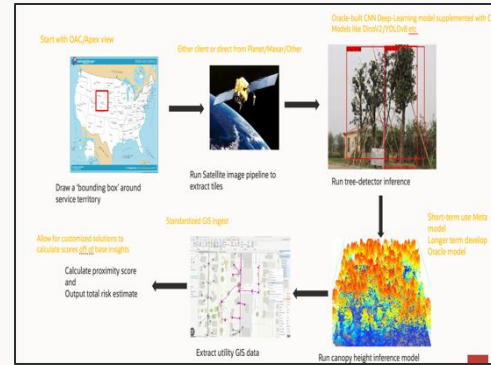 Start with OAC/Apex view
Draw a 'bounding box' around
service territory
Either client or direct from Planet/Maxar/Other
Run Satellite image pipeline to
extract tiles
Oracle-built CNN Deep-Learning model supplemented with
Models like DinoV2/YOLOv8 etc
Run tree-detector inference
Short-term use Meta
model
Longer term develop
Oracle model
Run canopy height inference model
Standardized GIS ingest
Extract utility GIS data
Allow for customized solutions to
calculate scores off of base insights
Calculate proximity score
and
Output total risk estimate